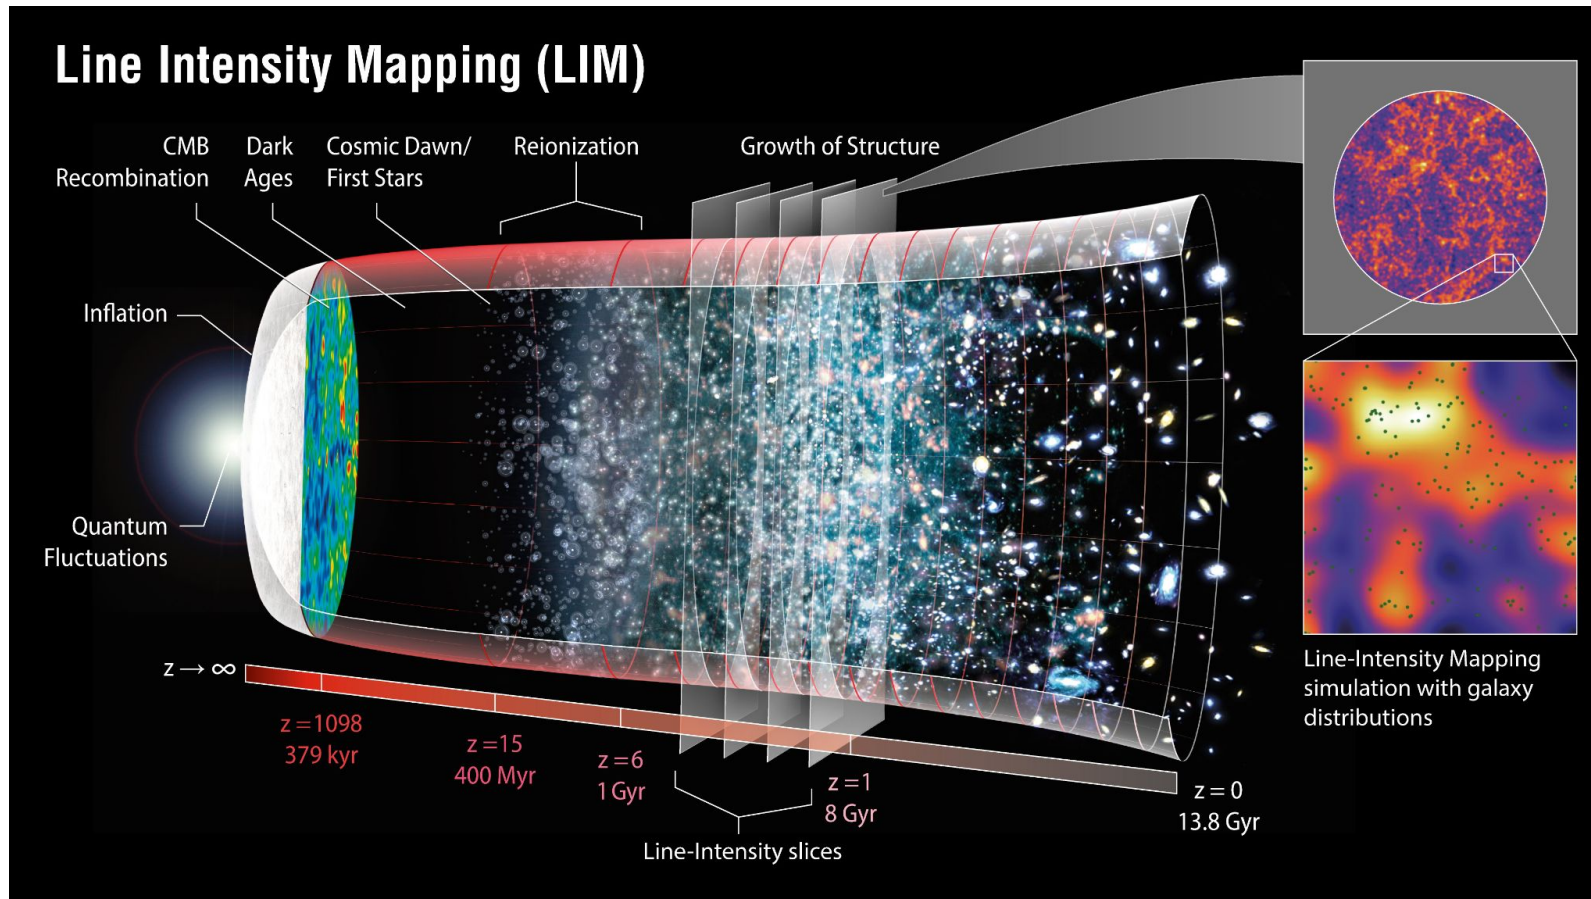 Line Intensity Mapping (LIM)
CMB
Recombination
Dark
Ages
Cosmic Dawn/
First Stars
Reionization
Growth of Structure
Inflation
Quantum
Fluctuations
z → ∞
z = 1098
379 kyr
z = 15
400 Myr
z = 6
1 Gyr
z = 1
8 Gyr
z = 0
13.8 Gyr
Line-Intensity slices
Line-Intensity Mapping
simulation with galaxy
distributions